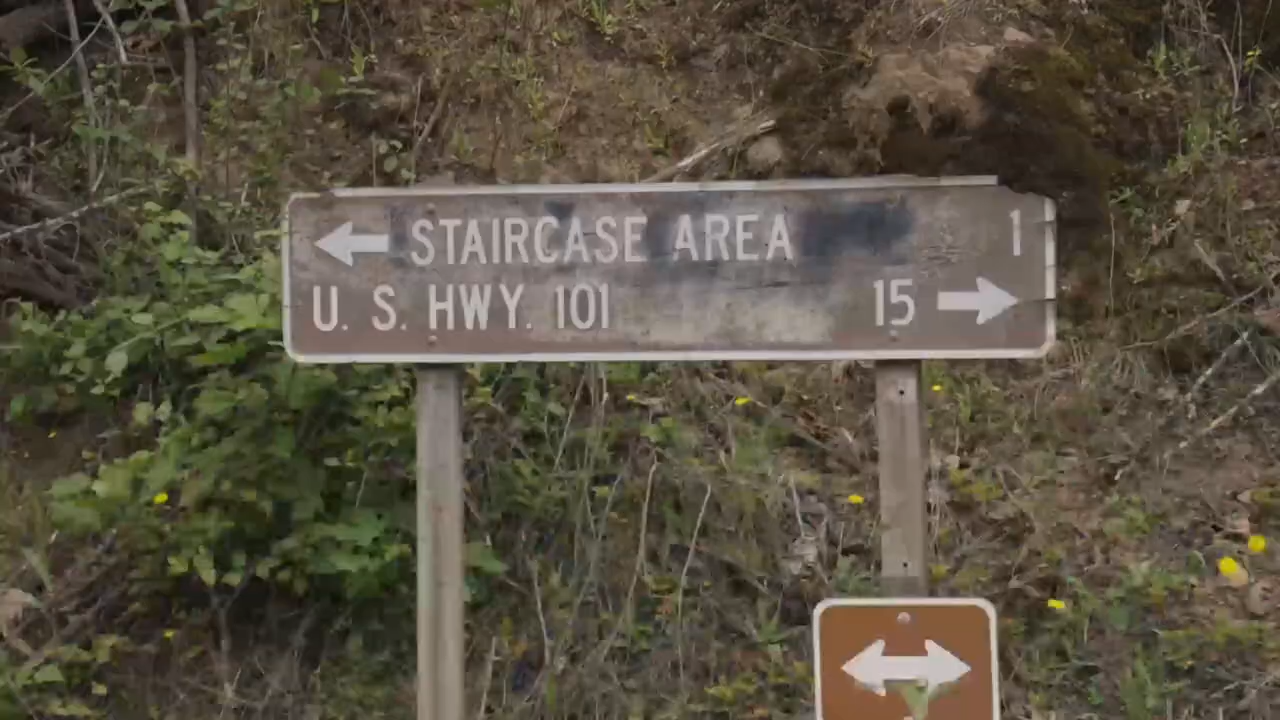 ← STAIRCASE AREA 1
U. S. HWY. 101 15 →